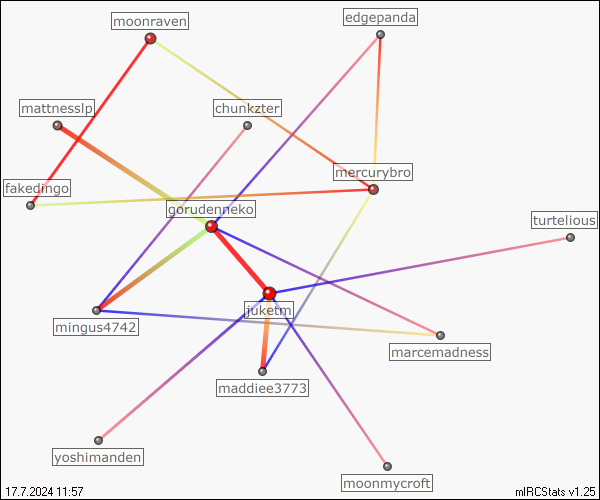 edgepanda
moonraven
mattnesslp
chunkzter
mercurybro
fakedingo
gorudenneko
turtelious
juketm
mingus4742
marcemadness
maddiee3773
yoshimanden
moonmycroft
17.7.2024 11:57
mIRCStats v1.25